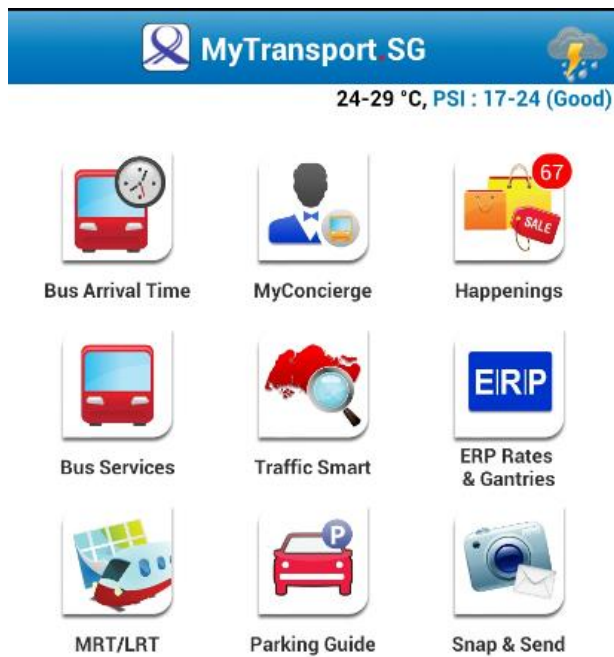 MyTransport.SG
24-29 °C, PSI : 17-24 (Good)
67
SALE
Bus Arrival Time
MyConcierge
Happenings
E|R|P
Bus Services
Traffic Smart
ERP Rates
& Gantries
P
MRT/LRT
Parking Guide
Snap & Send